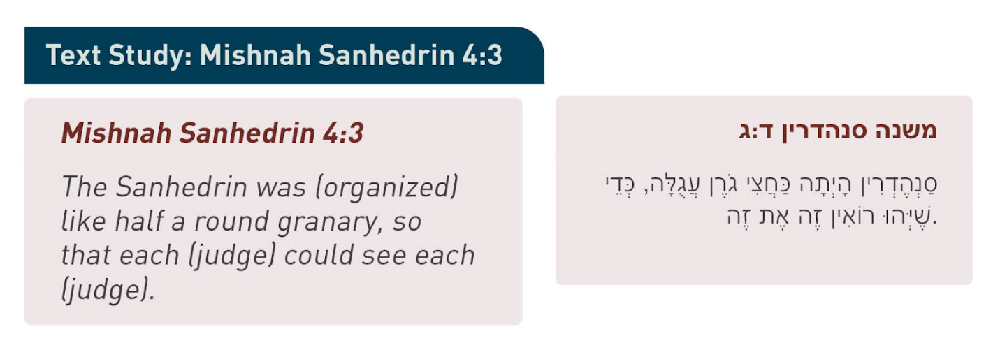 Text Study: Mishnah Sanhedrin 4:3
Mishnah Sanhedrin 4:3
The Sanhedrin was (organized)
like half a round granary, so
that each (judge) could see each
(judge).
משנה סנהדרין ד:ג
סַנְהֶדְרִין הָיְתָה כַּחֲצִי גֹרֶן עֲגֻלָּה, כְּדֵי
שֶׁיְּהוּ רוֹאִין זֶה אֶת זֶה.